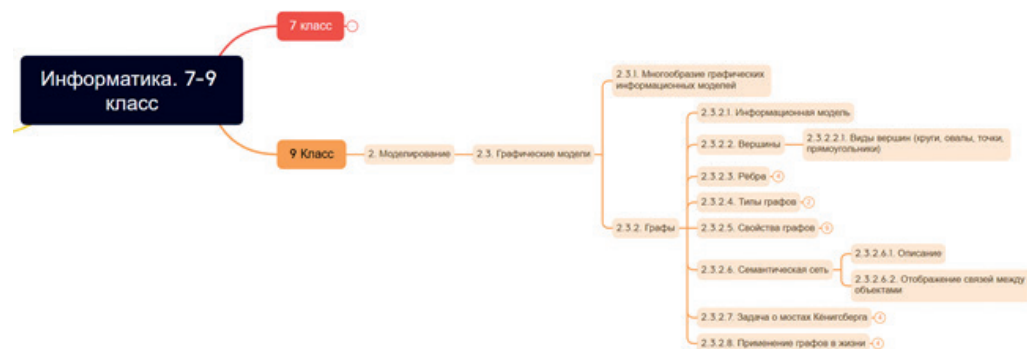 7 класс
Информатика. 7-9
класс
9 Класс
2. Моделирование
2.3. Графические модели
2.3.1. Многообразие графических
информационных моделей
2.3.2. Графы
2.3.2.1. Информационная модель
2.3.2.2. Вершины
2.3.2.2.1. Виды вершин (круги, овалы, точки,
прямоугольники)
2.3.2.3. Рёбра
4
2.3.2.4. Типы графов
2
2.3.2.5. Свойства графов
2.3.2.6. Семантическая сеть
2.3.2.6.1. Описание
2.3.2.6.2. Отображение связей между
объектами
2.3.2.7. Задача о мостах Кёнигсберга
4
2.3.2.8. Применение графов в жизни